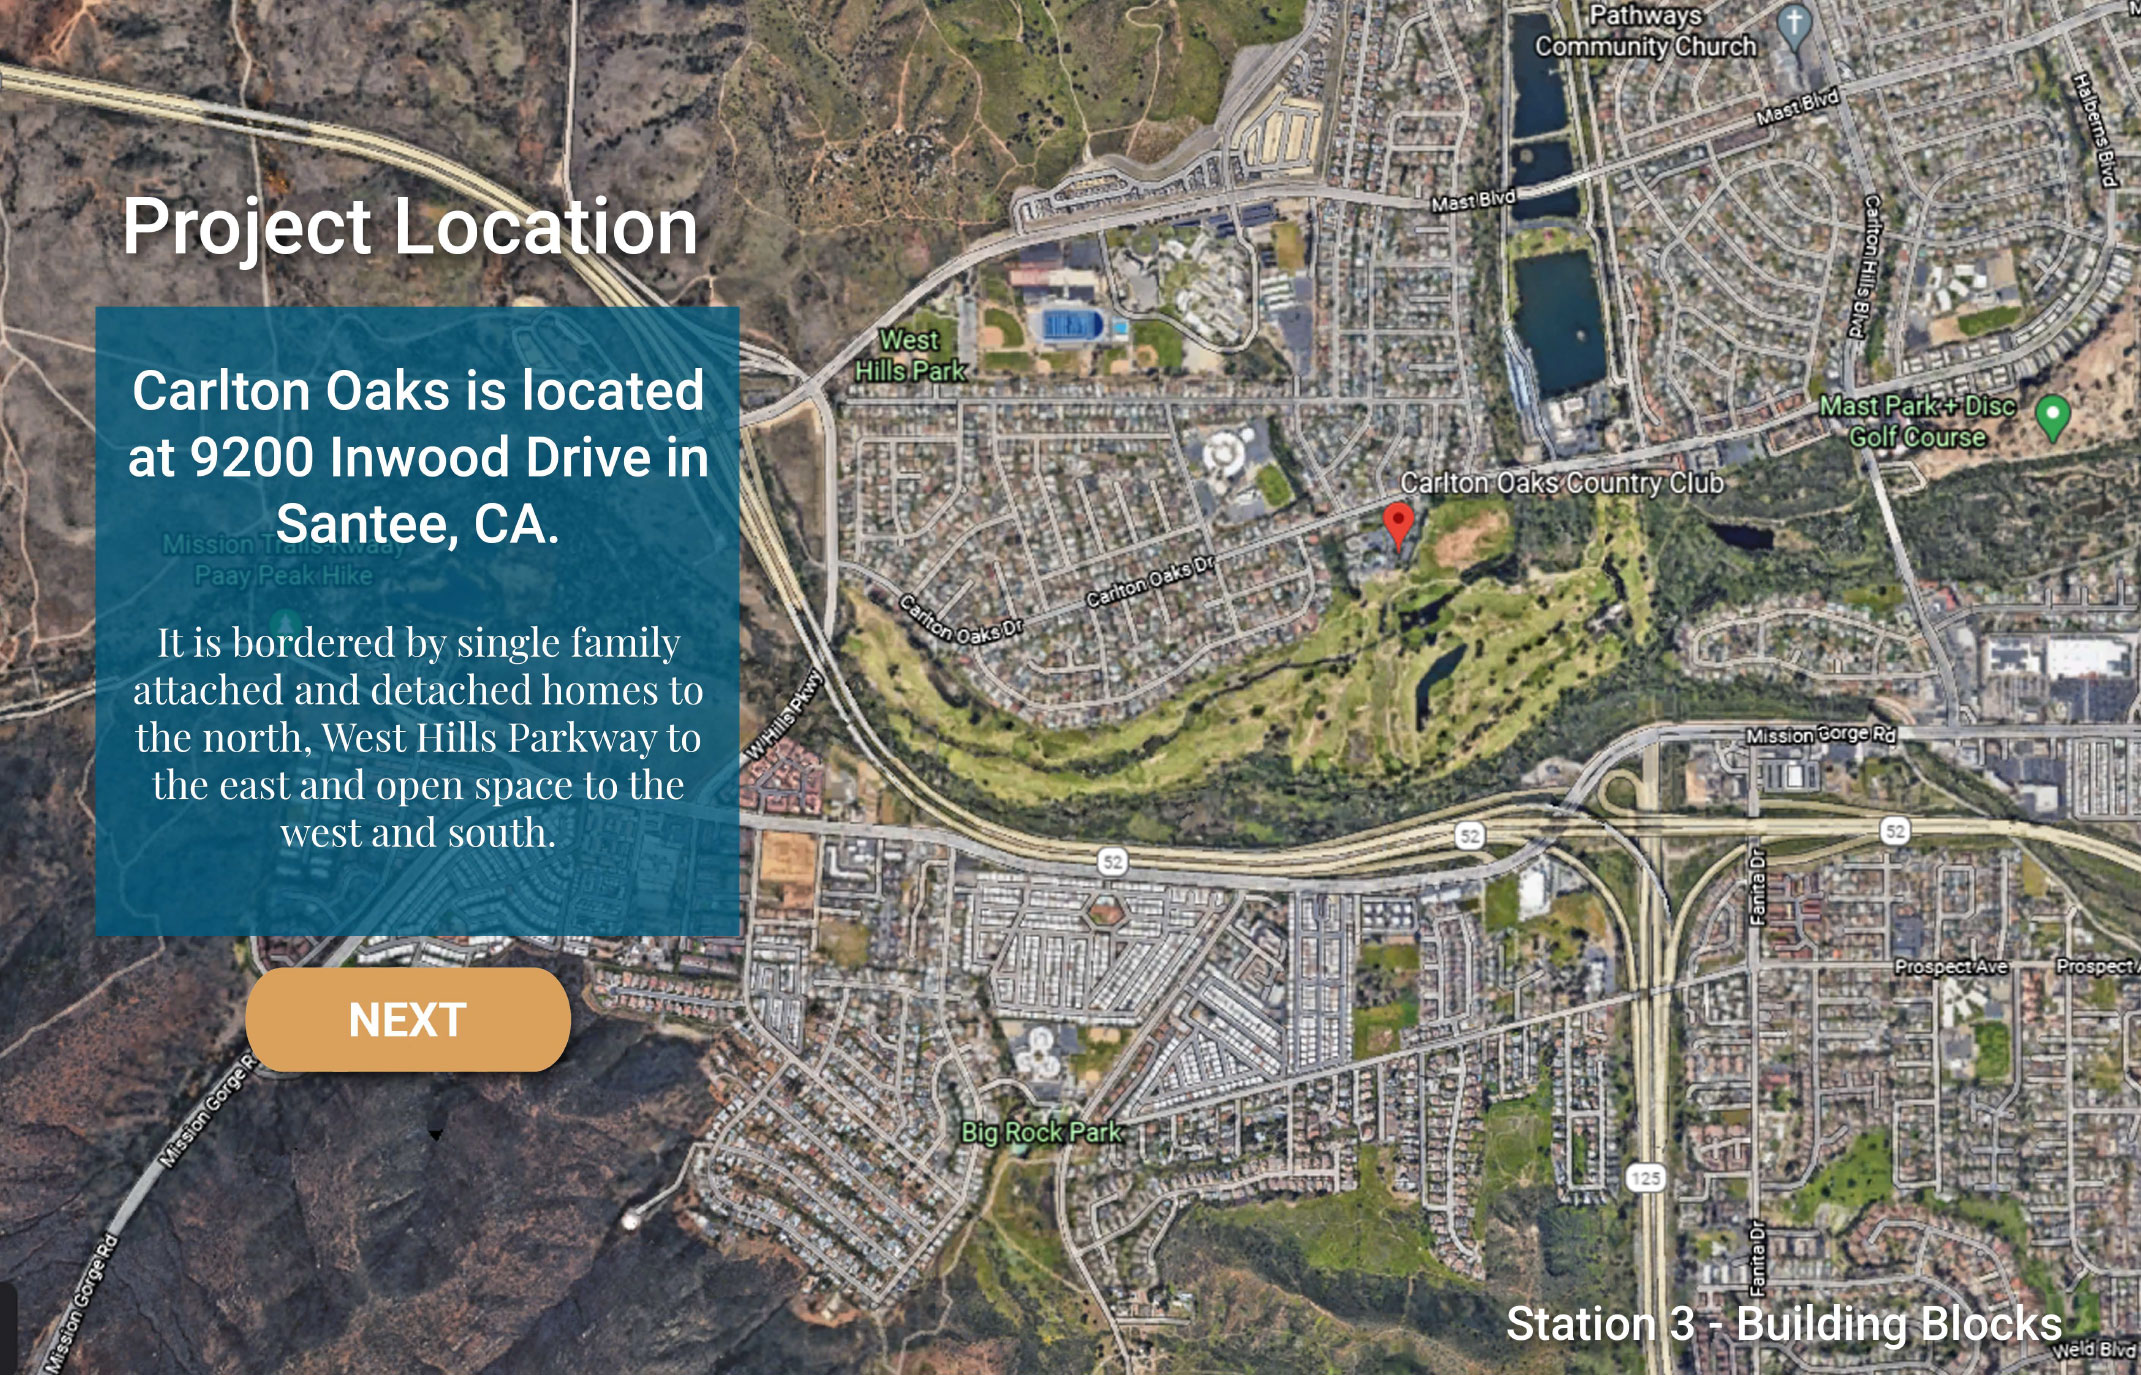 Project Location
Carlton Oaks is located
at 9200 Inwood Drive in
Santee, CA.
It is bordered by single family
attached and detached homes to
the north, West Hills Parkway to
the east and open space to the
west and south.
NEXT
Mission Trails-Kwaay
Paay Peak Hike
Pathways
Community Church
Mast Blvd
Halberns Blvd
Mast Blvd
Carlton Hills Blvd
West
Hills Park
Mast Park + Disc
Golf Course
Carlton Oaks Country Club
Carlton Oaks Dr
Carlton Oaks Dr
W Hills Pkwy
Mission Gorge Rd
52
52
52
Fanita Dr
Prospect Ave
Prospect A
Mission Gorge R
Big Rock Park
125
Fanita Dr
Mission Gorge Rd
Station 3 - Building Blocks
Weld Blvd